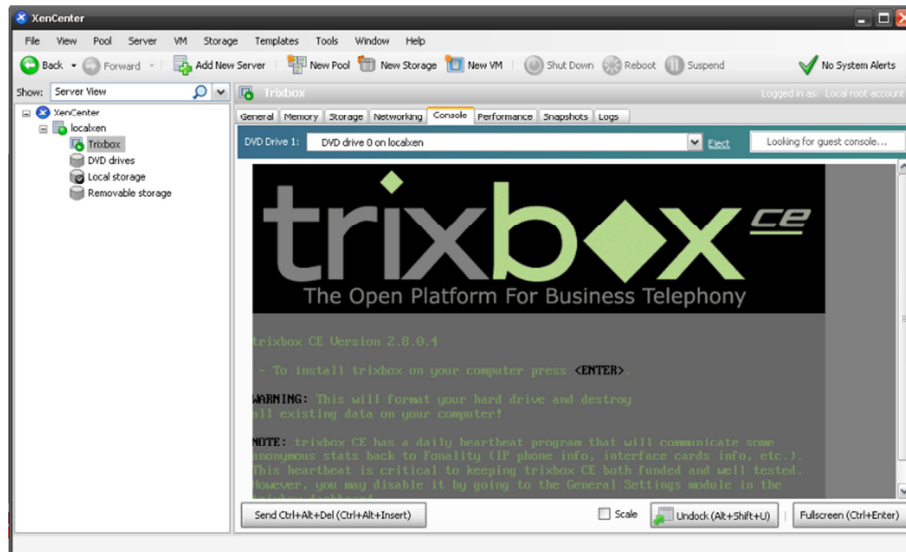 XenCenter
File View Pool Server VM Storage Templates Tools Window Help
Back Forward Add New Server New Pool New Storage New VM Shut Down Reboot Suspend No System Alerts
Show: Server View
Trixbox
Logged in as: Local root account
XenCenter
localxen
Trixbox
DVD drives
Local storage
Removable storage
General Memory Storage Networking Console Performance Snapshots Logs
DVD Drive 1: DVD drive 0 on localxen Eject Looking for guest console...
trixbox ce
The Open Platform For Business Telephony
trixbox CE Version 2.8.0.4
- To install trixbox on your computer press <ENTER>.
WARNING: This will format your hard drive and destroy
all existing data on your computer!
NOTE: trixbox CE has a daily heartbeat program that will communicate some
anonymous stats back to Fonality (IP phone info, interface cards info, etc.).
This heartbeat is critical to keeping trixbox CE both funded and well tested.
However, you may disable it by going to the General Settings module in the
trixbox dashboard
Send Ctrl+Alt+Del (Ctrl+Alt+Insert) Scale Undock (Alt+Shift+U) Fullscreen (Ctrl+Enter)